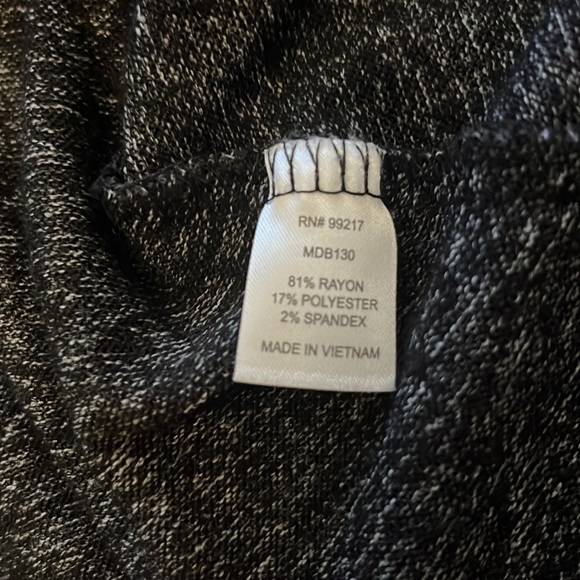 RN# 99217
MDB130
81% RAYON
17% POLYESTER
2% SPANDEX
MADE IN VIETNAM